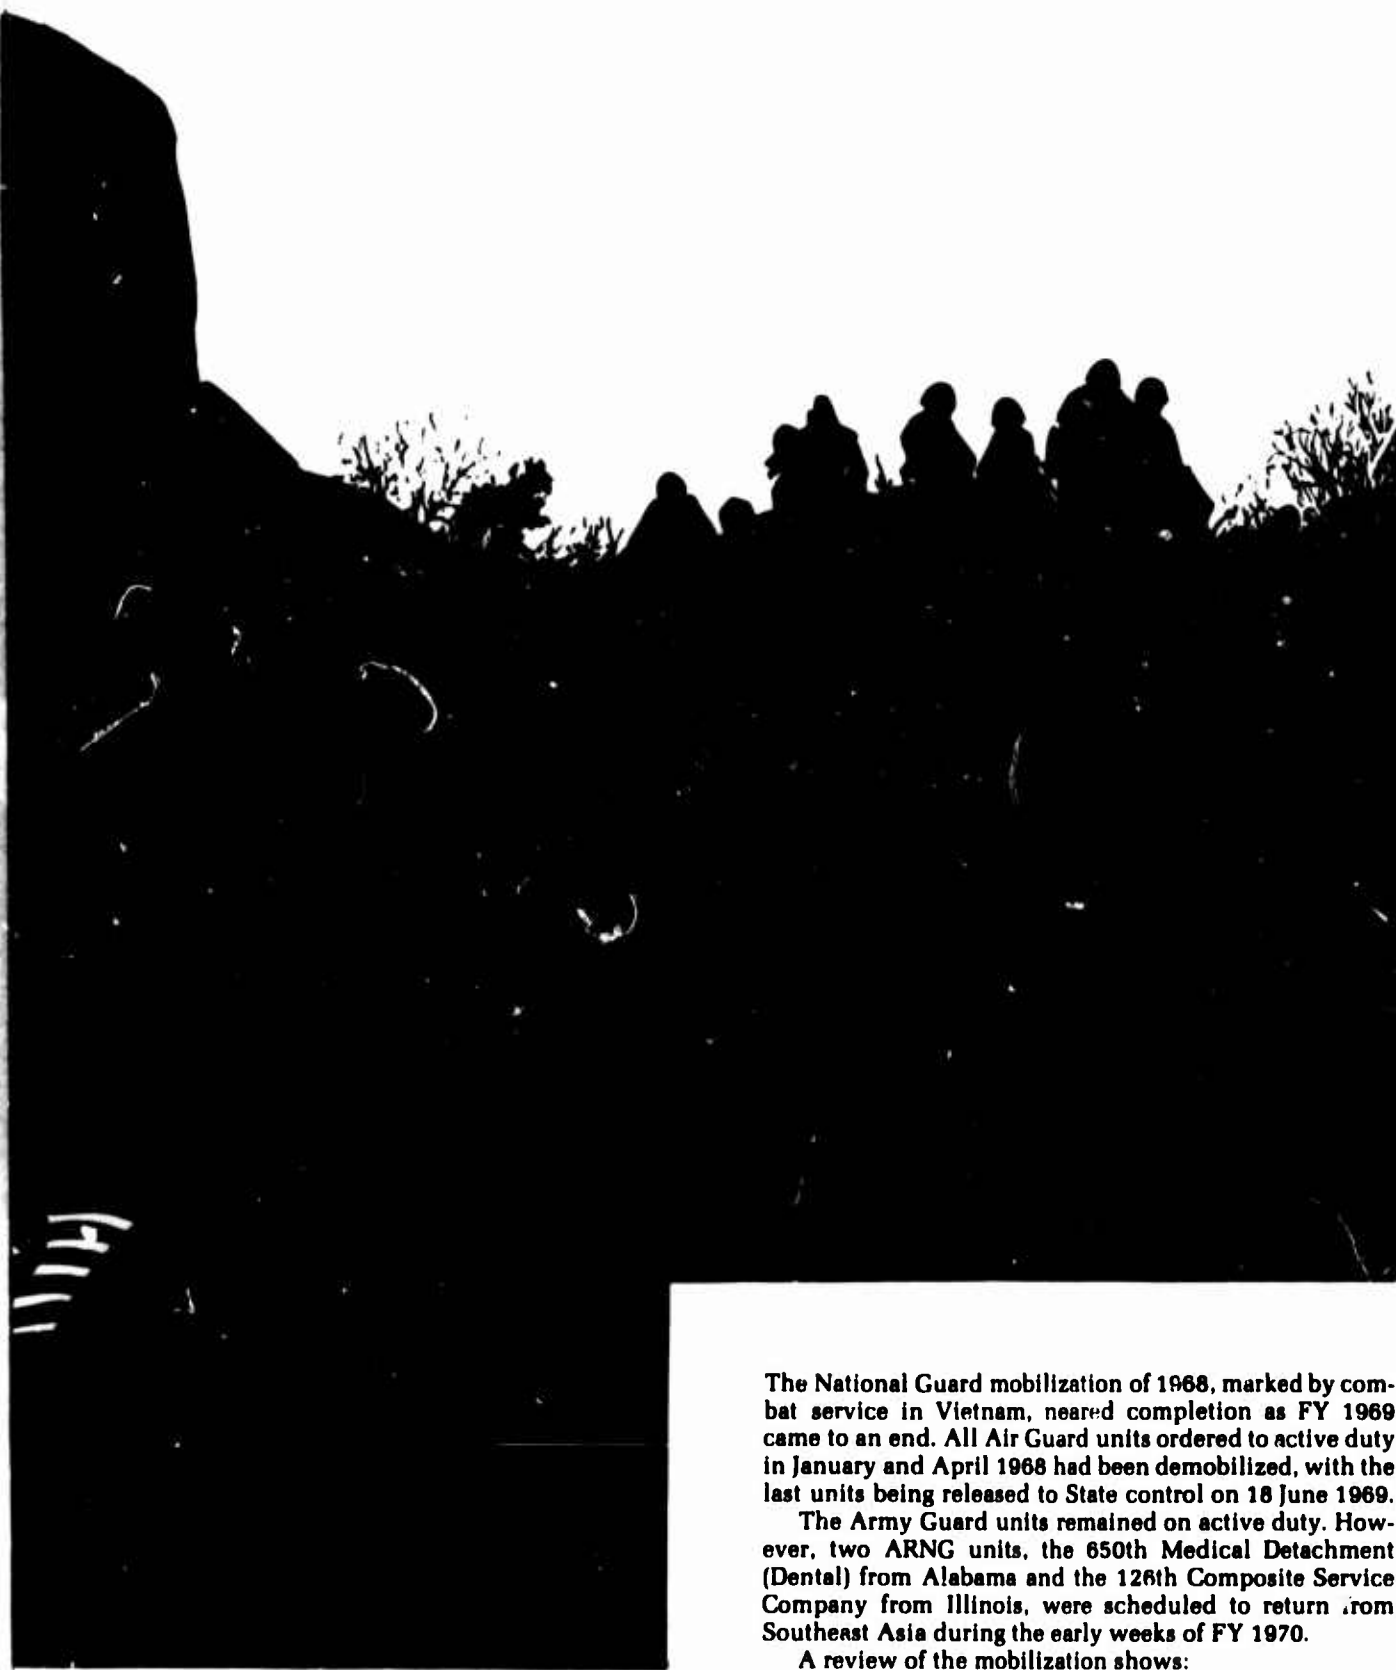 The National Guard mobilization of 1968, marked by com-
bat service in Vietnam, neared completion as FY 1969
came to an end. All Air Guard units ordered to active duty
in January and April 1968 had been demobilized, with the
last units being released to State control on 18 June 1969.
The Army Guard units remained on active duty. How-
ever, two ARNG units, the 650th Medical Detachment
(Dental) from Alabama and the 126th Composite Service
Company from Illinois, were scheduled to return from
Southeast Asia during the early weeks of FY 1970.
A review of the mobilization shows: